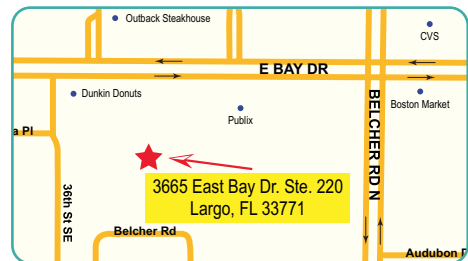 Outback Steakhouse
CVS
E BAY DR
Dunkin Donuts
Boston Market
Publix
BELCHER RD N
a Pl
3665 East Bay Dr. Ste. 220
Largo, FL 33771
36th St SE
Belcher Rd
Audubon